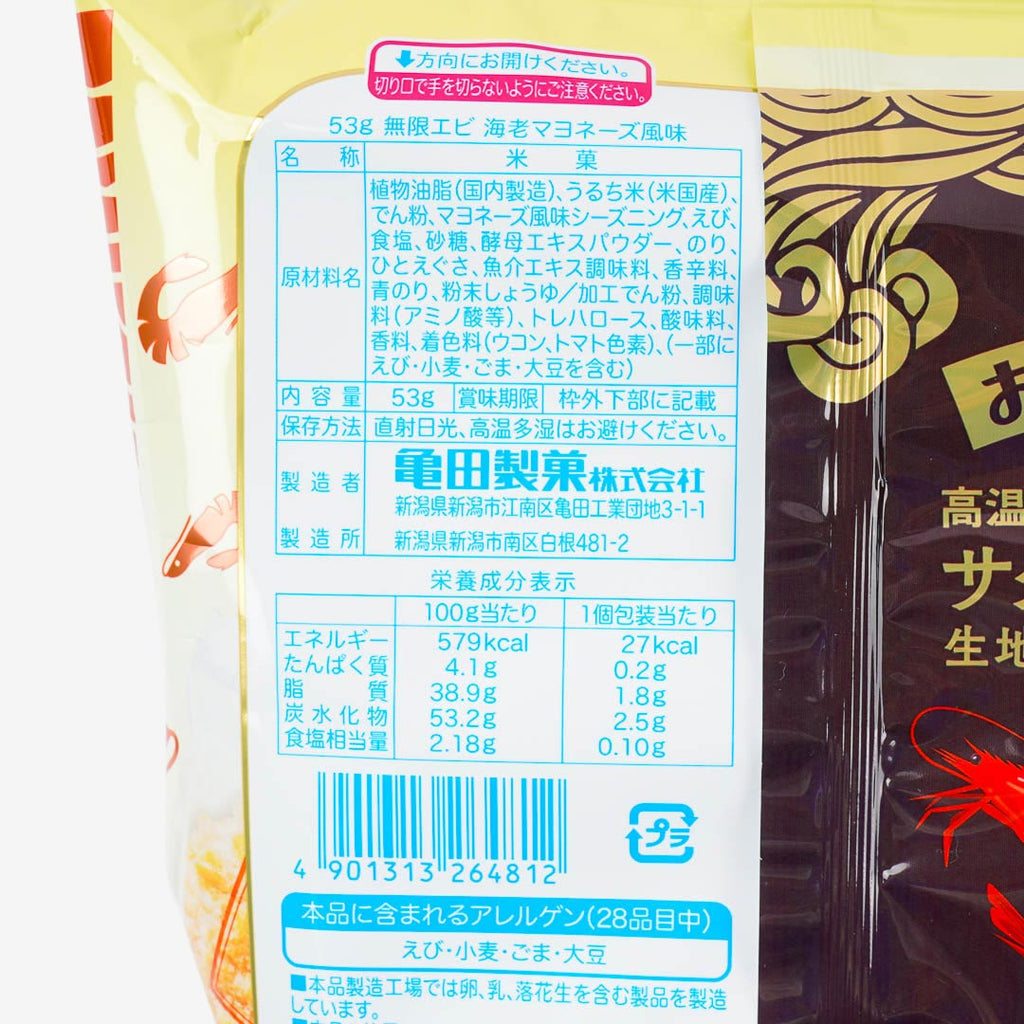 ⬇方向にお開けください。
切り口で手を切らないようにご注意ください。
53g 無限エビ 海老マヨネーズ風味
名称 米菓
原材料名
植物油脂(国内製造)、うるち米(米国産)、
でん粉、マヨネーズ風味シーズニング、えび、
食塩、砂糖、酵母エキスパウダー、のり、
ひとえぐさ、魚介エキス調味料、香辛料、
青のり、粉末しょうゆ/加工でん粉、調味
料(アミノ酸等)、トレハロース、酸味料、
香料、着色料(ウコン、トマト色素)、(一部に
えび・小麦・ごま・大豆を含む)
内容量 53g 賞味期限 枠外下部に記載
保存方法 直射日光、高温多湿はお避けください。
製造者 亀田製菓株式会社
新潟県新潟市江南区亀田工業団地3-1-1
製造所 新潟県新潟市南区白根481-2
栄養成分表示
100g当たり 1個包装当たり
エネルギー 579kcal 27kcal
たんぱく質 4.1g 0.2g
脂質 38.9g 1.8g
炭水化物 53.2g 2.5g
食塩相当量 2.18g 0.10g
4 901313 264812
プラ
本品に含まれるアレルゲン(28品目中)
えび・小麦・ごま・大豆
■本品製造工場では卵、乳、落花生を含む製品を製造
しています。
お
高温
サク
生地